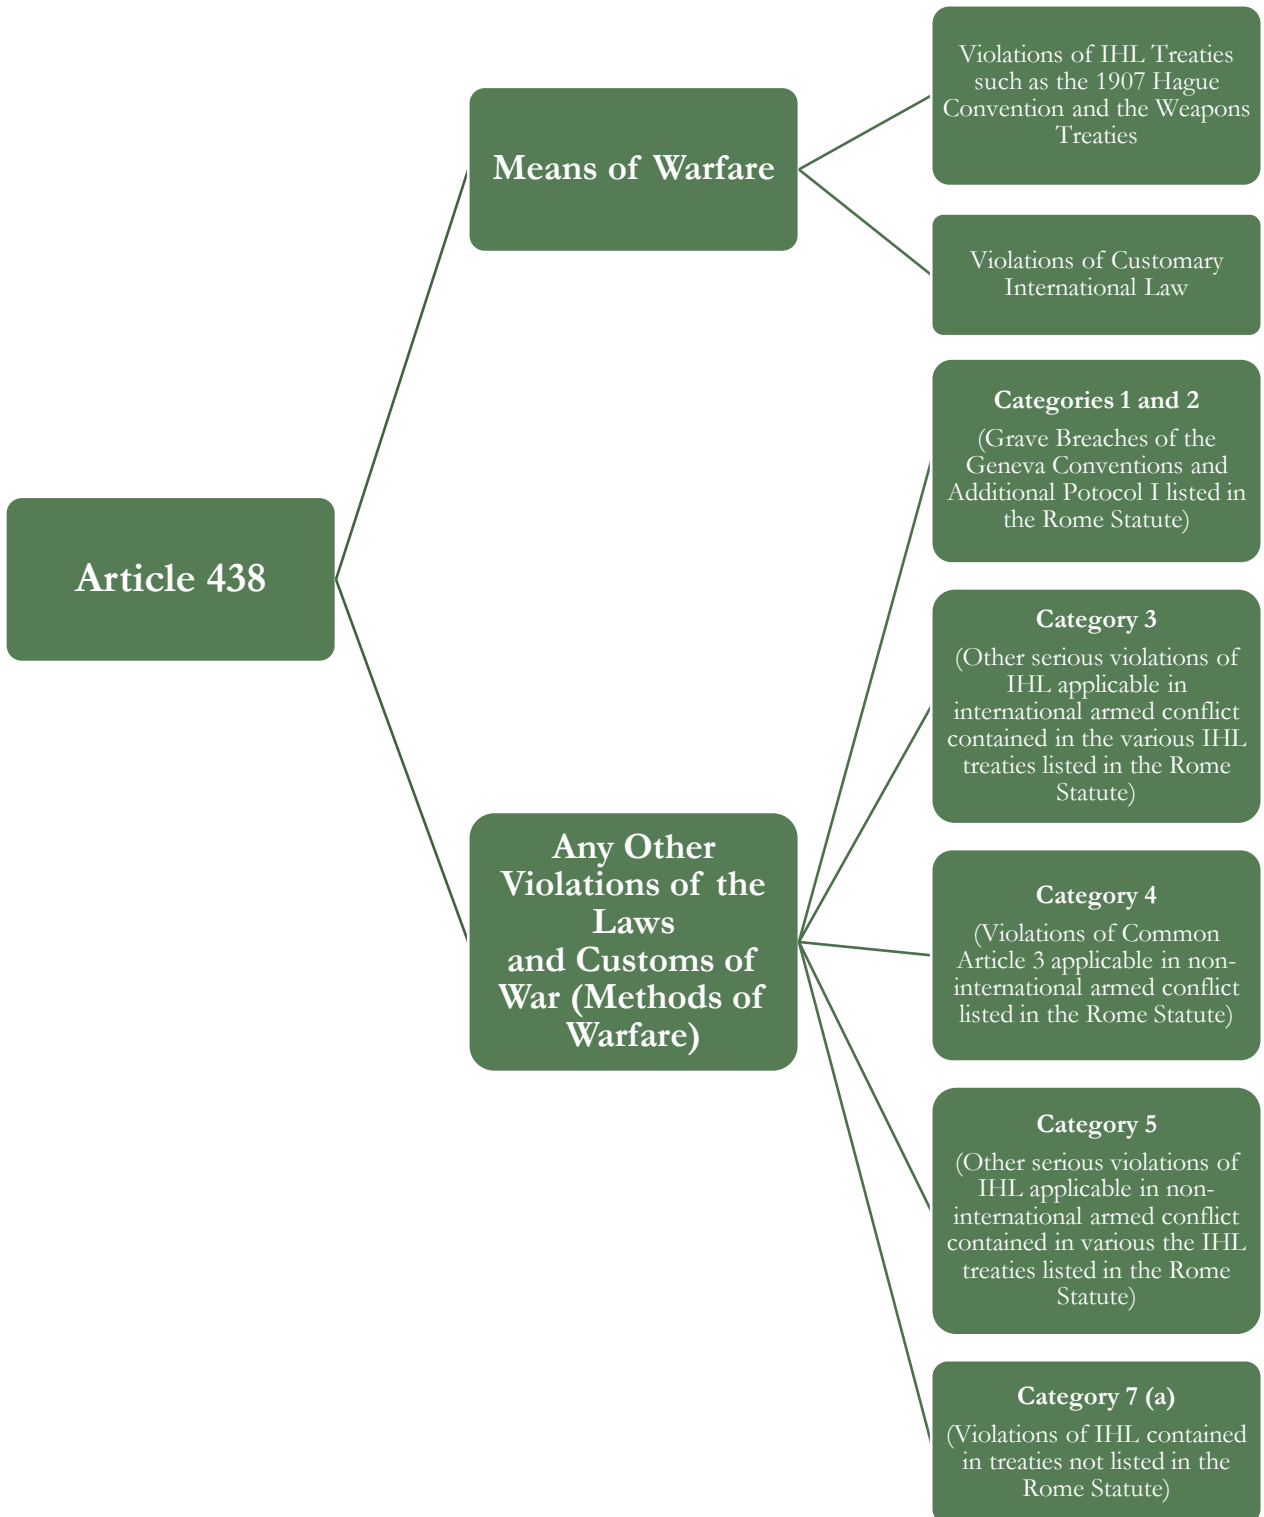 Article 438
Means of Warfare
Violations of IHL Treaties
such as the 1907 Hague
Convention and the Weapons
Treaties
Violations of Customary
International Law
Any Other
Violations of the
Laws
and Customs of
War (Methods of
Warfare)
Categories 1 and 2
(Grave Breaches of the
Geneva Conventions and
Additional Potocol I listed in
the Rome Statute)
Category 3
(Other serious violations of
IHL applicable in
international armed conflict
contained in the various IHL
treaties listed in the Rome
Statute)
Category 4
(Violations of Common
Article 3 applicable in non-
international armed conflict
listed in the Rome Statute)
Category 5
(Other serious violations of
IHL applicable in non-
international armed conflict
contained in various the IHL
treaties listed in the Rome
Statute)
Category 7 (a)
(Violations of IHL contained
in treaties not listed in the
Rome Statute)